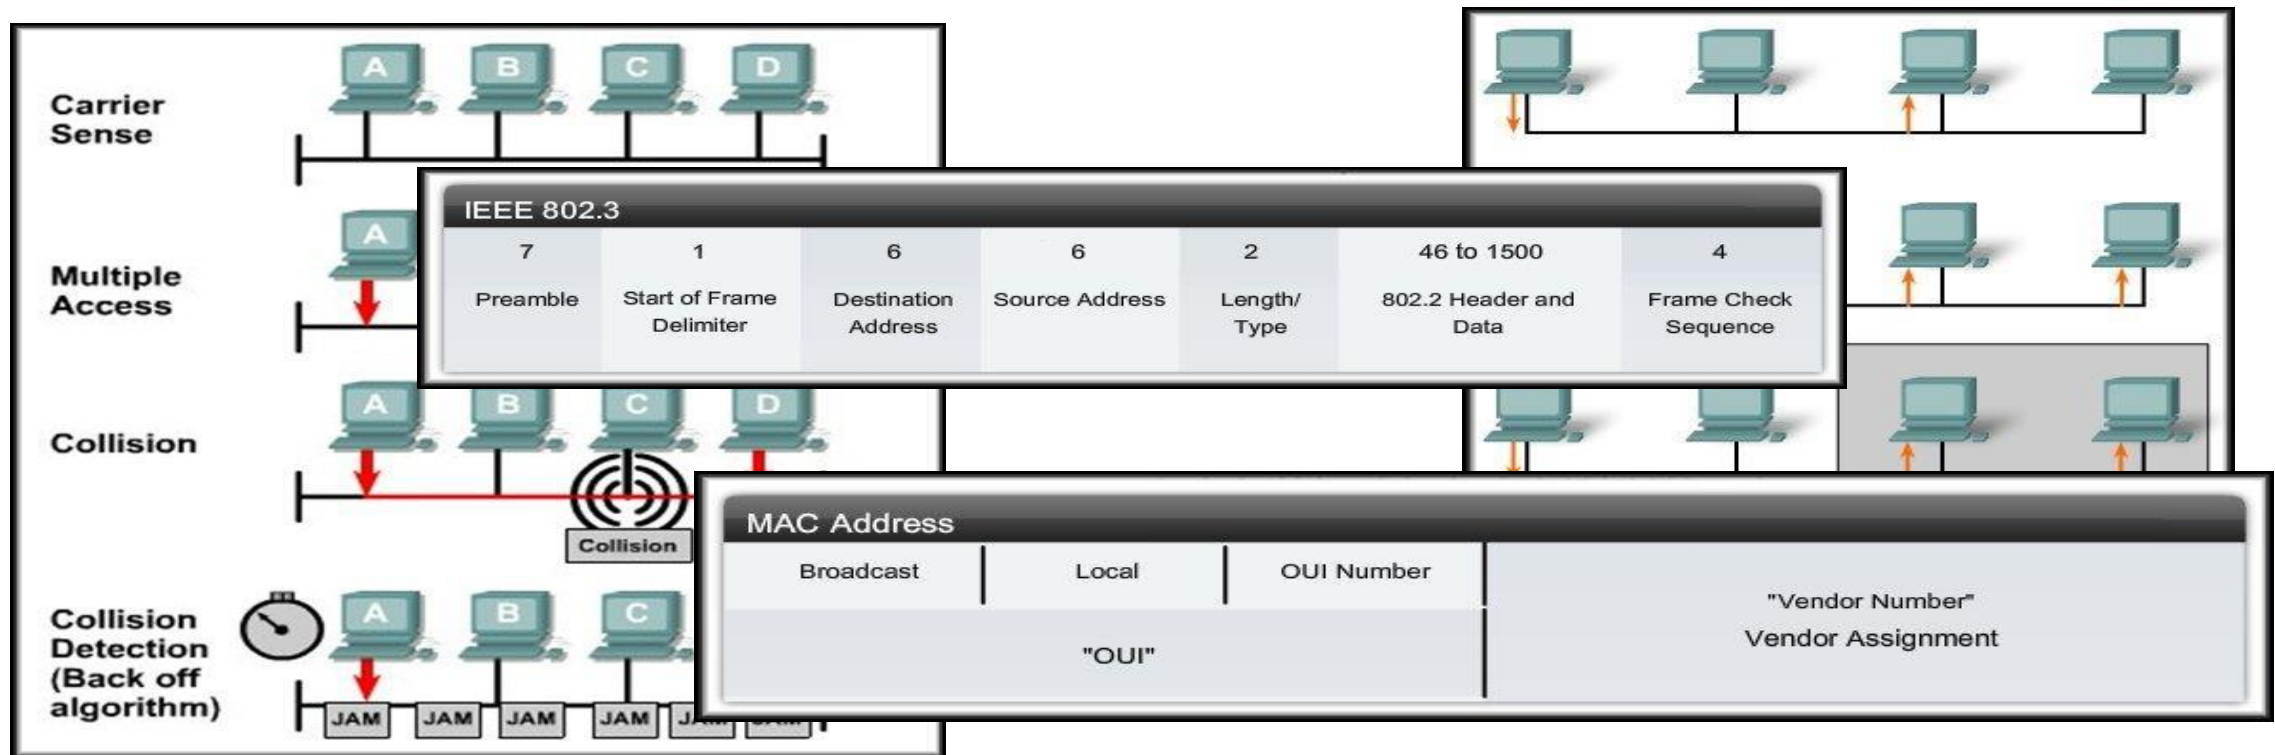 Carrier
Sense
A B C D
Multiple
Access
A
Collision
A B C D
Collision
Collision
Detection
(Back off
algorithm)
A B C
JAM JAM JAM JAM
IEEE 802.3
7 1 6 6 2 46 to 1500 4
Preamble Start of Frame Destination Source Address Length/ 802.2 Header and Frame Check
Delimiter Address Type Data Sequence
MAC Address
Broadcast Local OUI Number
"OUI"
"Vendor Number"
Vendor Assignment